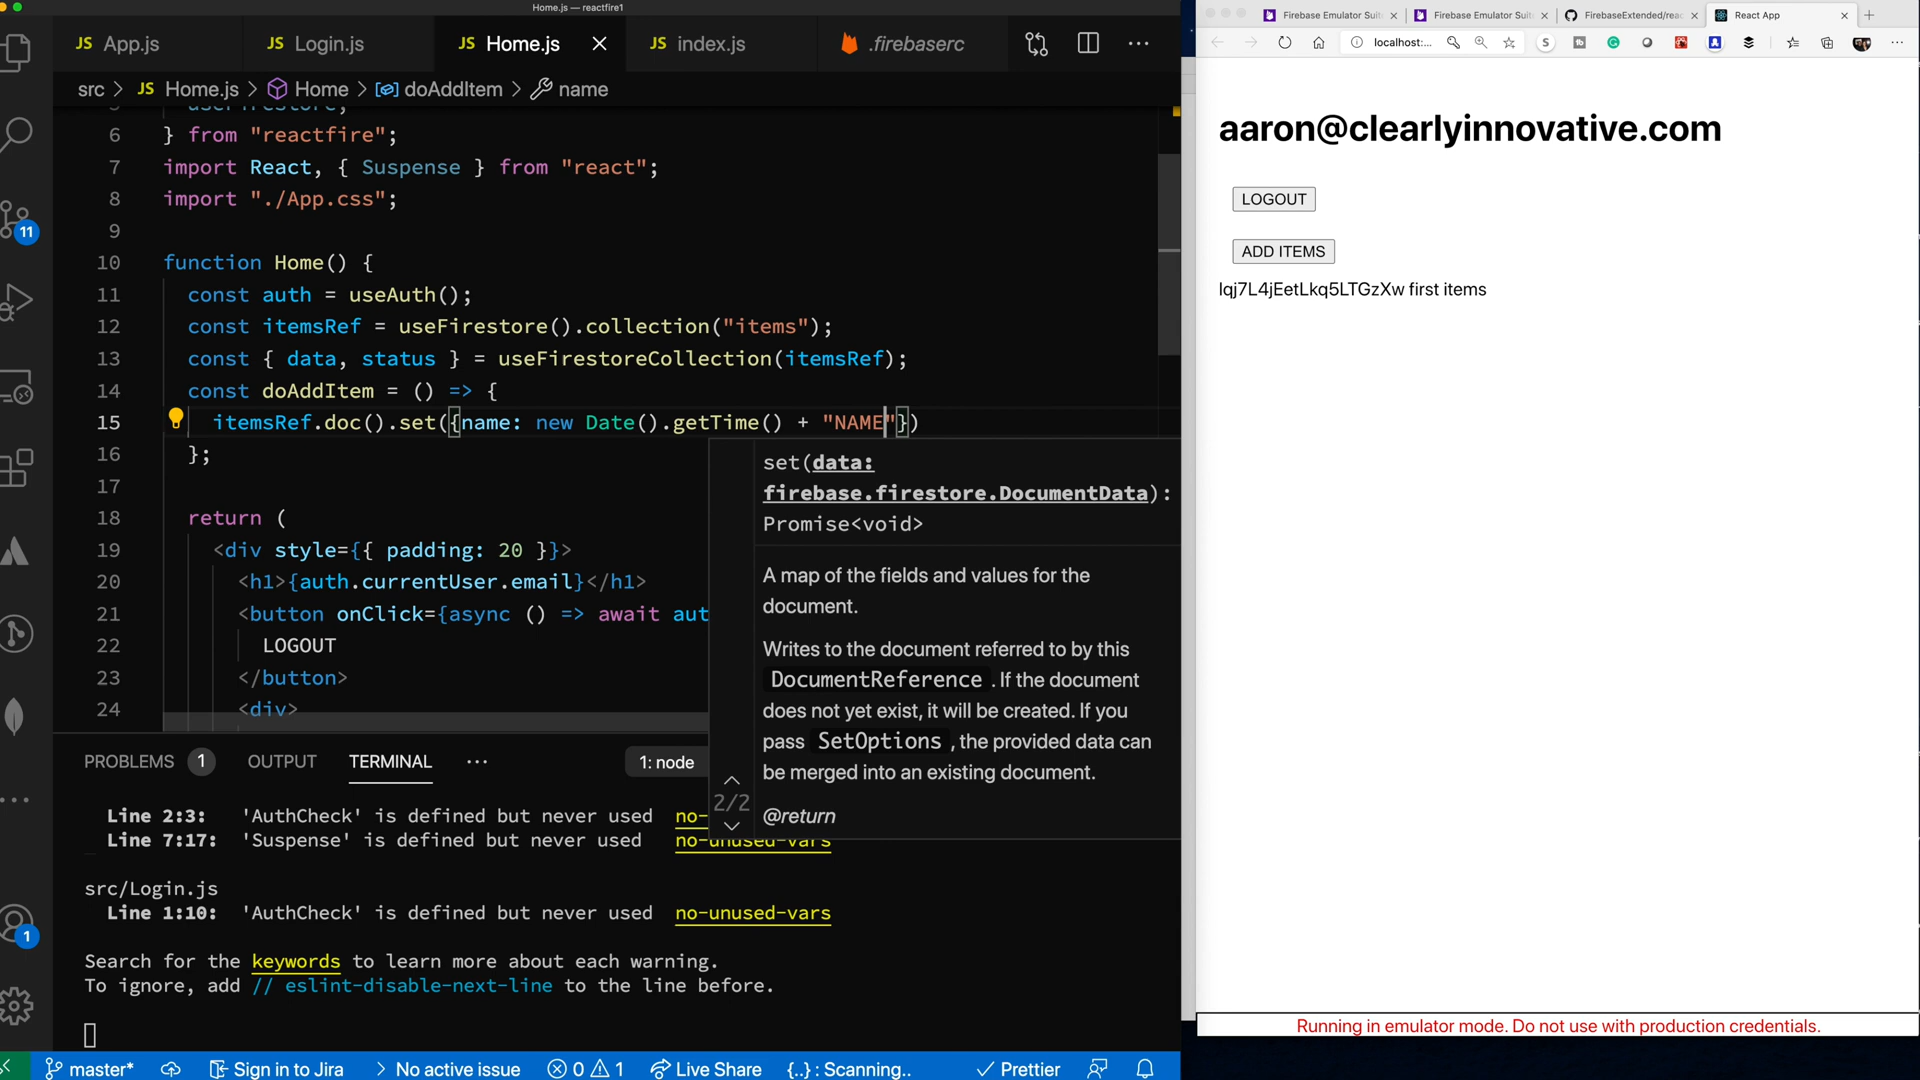 Home.js — reactfire1
JS App.js
JS Login.js
JS Home.js
JS index.js
.firebaserc
src > JS Home.js > Home > doAddItem > name
6 } from "reactfire";
7 import React, { Suspense } from "react";
8 import "./App.css";
9
10 function Home() {
11 const auth = useAuth();
12 const itemsRef = useFirestore().collection("items");
13 const { data, status } = useFirestoreCollection(itemsRef);
14 const doAddItem = () => {
15 itemsRef.doc().set({name: new Date().getTime() + "NAME"})
16 };
17
18 return (
19 <div style={{ padding: 20 }}>
20 <h1>{auth.currentUser.email}</h1>
21 <button onClick={async () => await aut
22 LOGOUT
23 </button>
24 <div>
set(data:
firebase.firestore.DocumentData):
Promise<void>
A map of the fields and values for the
document.
Writes to the document referred to by this
DocumentReference . If the document
does not yet exist, it will be created. If you
pass SetOptions , the provided data can
be merged into an existing document.
2/2
@return
PROBLEMS 1 OUTPUT TERMINAL ··· 1: node
Line 2:3: 'AuthCheck' is defined but never used no-
Line 7:17: 'Suspense' is defined but never used no-unused-vars
src/Login.js
Line 1:10: 'AuthCheck' is defined but never used no-unused-vars
Search for the keywords to learn more about each warning.
To ignore, add // eslint-disable-next-line to the line before.
11
1
master* Sign in to Jira > No active issue 0 1 Live Share {..} : Scanning.. Prettier
Firebase Emulator Suit
Firebase Emulator Suit
FirebaseExtended/reac
React App
localhost:...
aaron@clearlyinnovative.com
LOGOUT
ADD ITEMS
lqj7L4jEetLkq5LTGzXw first items
Running in emulator mode. Do not use with production credentials.